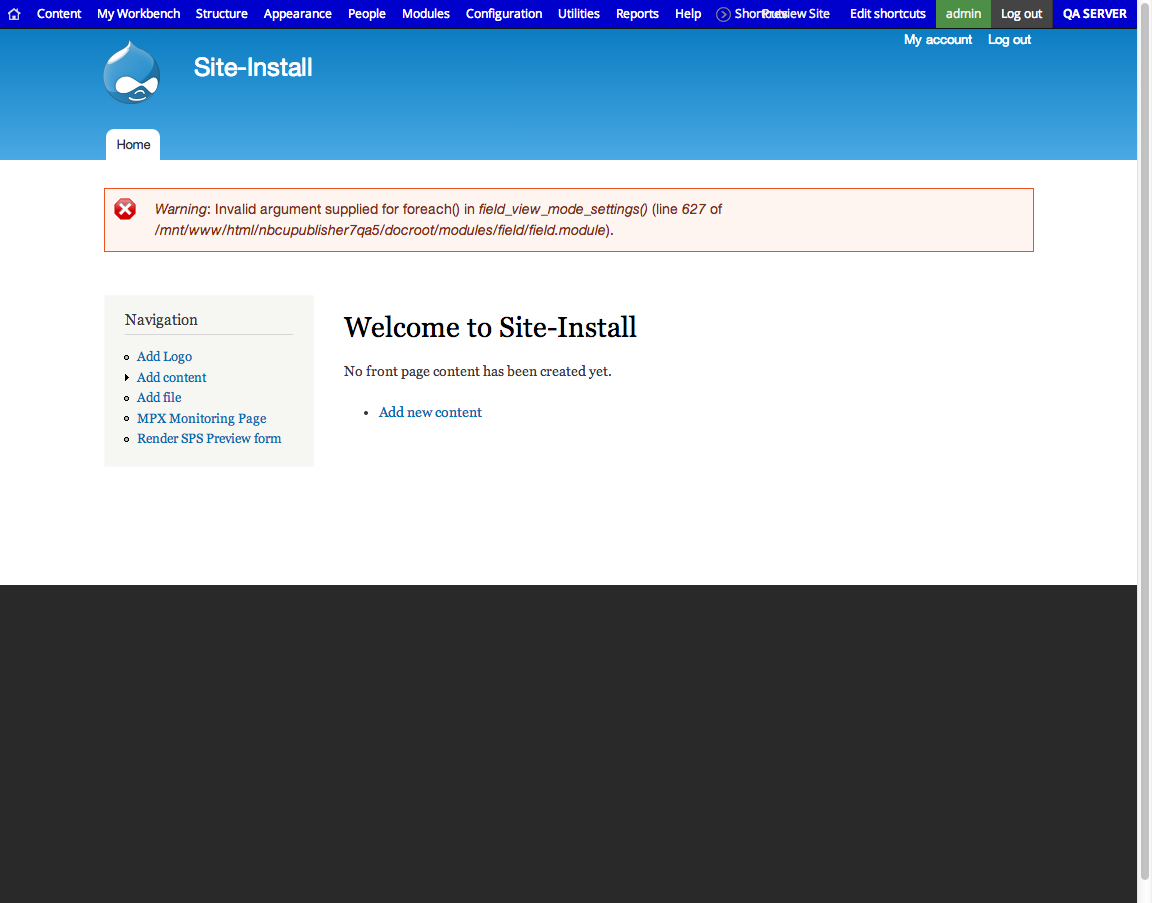 Content My Workbench Structure Appearance People Modules Configuration Utilities Reports Help Shortcuts Preview Site Edit shortcuts admin Log out QA SERVER
My account Log out
Site-Install
Home
Warning: Invalid argument supplied for foreach() in field_view_mode_settings() (line 627 of
/mnt/www/html/nbcupublisher7qa5/docroot/modules/field/field.module).
Navigation
Add Logo
Add content
Add file
MPX Monitoring Page
Render SPS Preview form
Welcome to Site-Install
No front page content has been created yet.
Add new content